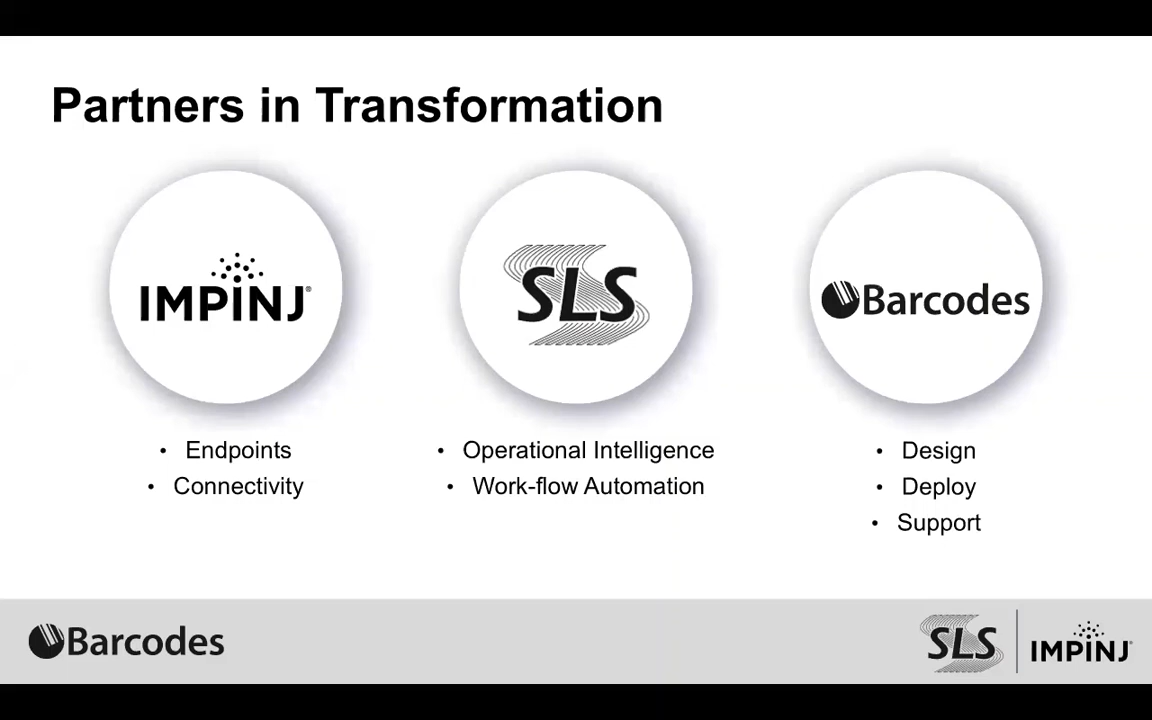 Partners in Transformation
IMPINJ®
SLS
Barcodes
• Endpoints
• Connectivity
• Operational Intelligence
• Work-flow Automation
• Design
• Deploy
• Support
Barcodes
SLS
IMPINJ®